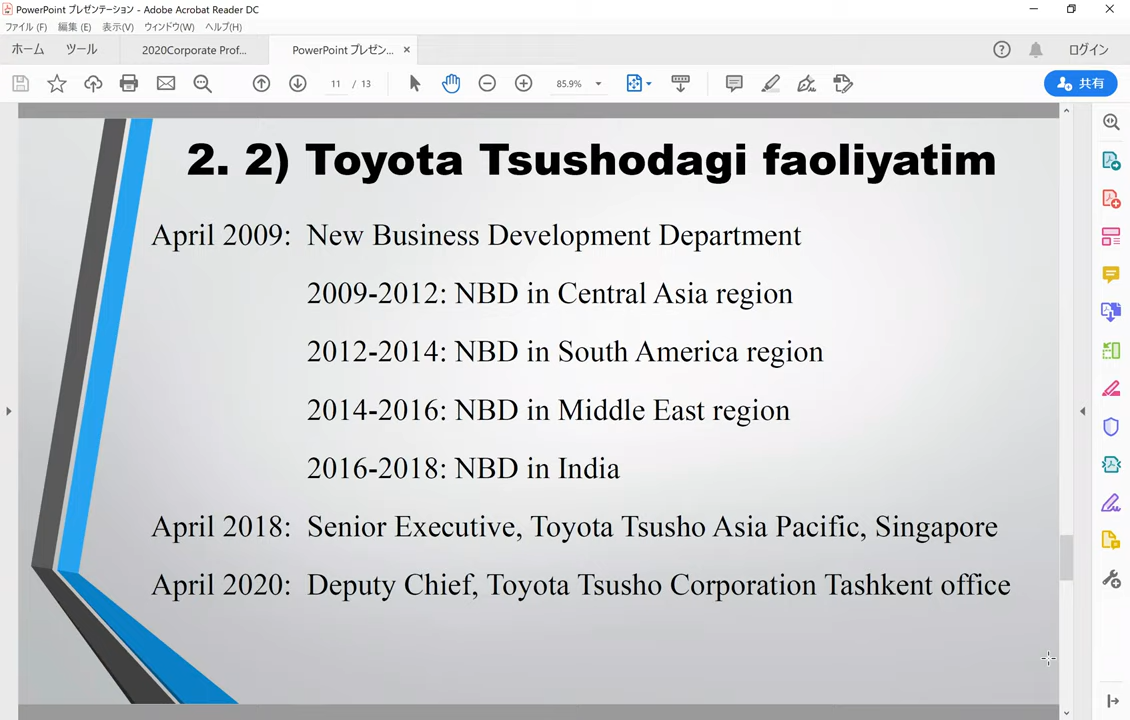 PowerPoint プレゼンテーション - Adobe Acrobat Reader DC
ファイル (F) 編集 (E) 表示(V) ウィンドウ(W) ヘルプ(H)
ホーム ツール 2020Corporate Prof... PowerPoint プレゼン... × ログイン
11 / 13 85.9% 共有
2. 2) Toyota Tsushodagi faoliyatim
April 2009: New Business Development Department
2009-2012: NBD in Central Asia region
2012-2014: NBD in South America region
2014-2016: NBD in Middle East region
2016-2018: NBD in India
April 2018: Senior Executive, Toyota Tsusho Asia Pacific, Singapore
April 2020: Deputy Chief, Toyota Tsusho Corporation Tashkent office